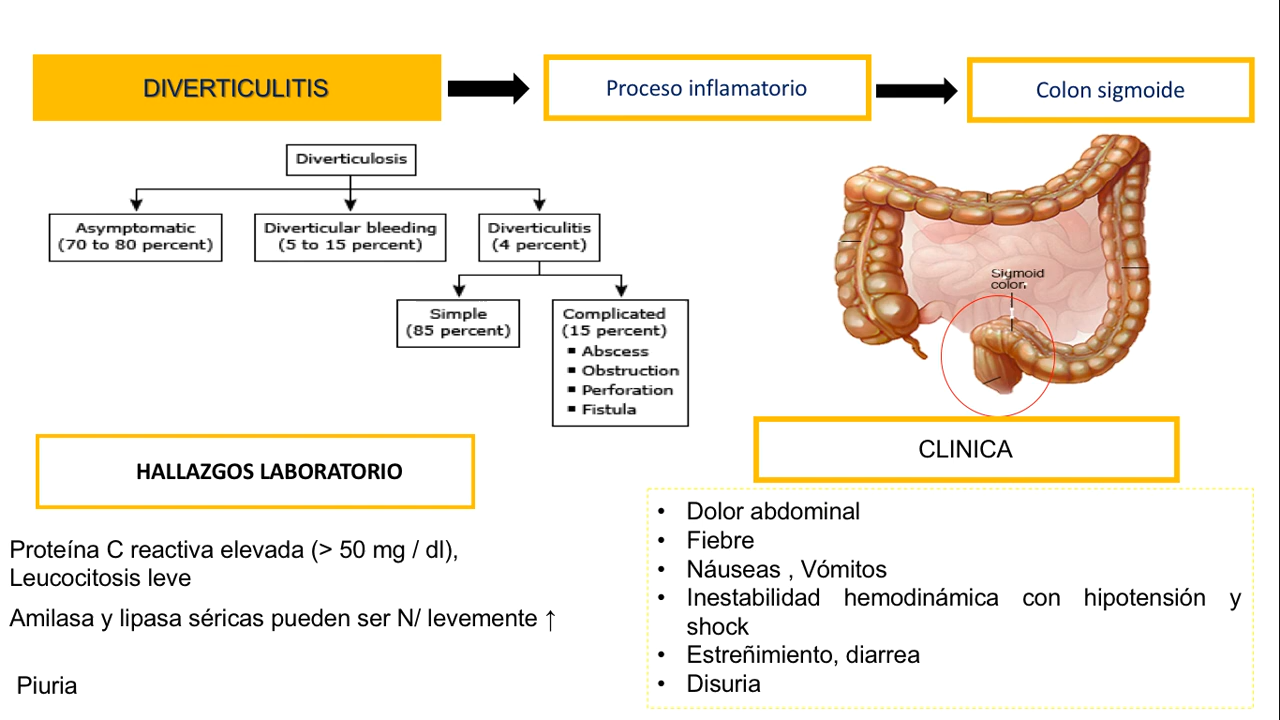 DIVERTICULITIS
Proceso inflamatorio
Colon sigmoide
Diverticulosis
Asymptomatic
(70 to 80 percent)
Diverticular bleeding
(5 to 15 percent)
Diverticulitis
(4 percent)
Simple
(85 percent)
Complicated
(15 percent)
▪ Abscess
▪ Obstruction
▪ Perforation
▪ Fistula
Sigmoid
colon
HALLAZGOS LABORATORIO
Proteína C reactiva elevada (> 50 mg / dl),
Leucocitosis leve
Amilasa y lipasa séricas pueden ser N/ levemente ↑
Piuria
CLINICA
• Dolor abdominal
• Fiebre
• Náuseas , Vómitos
• Inestabilidad hemodinámica con hipotensión y
shock
• Estreñimiento, diarrea
• Disuria